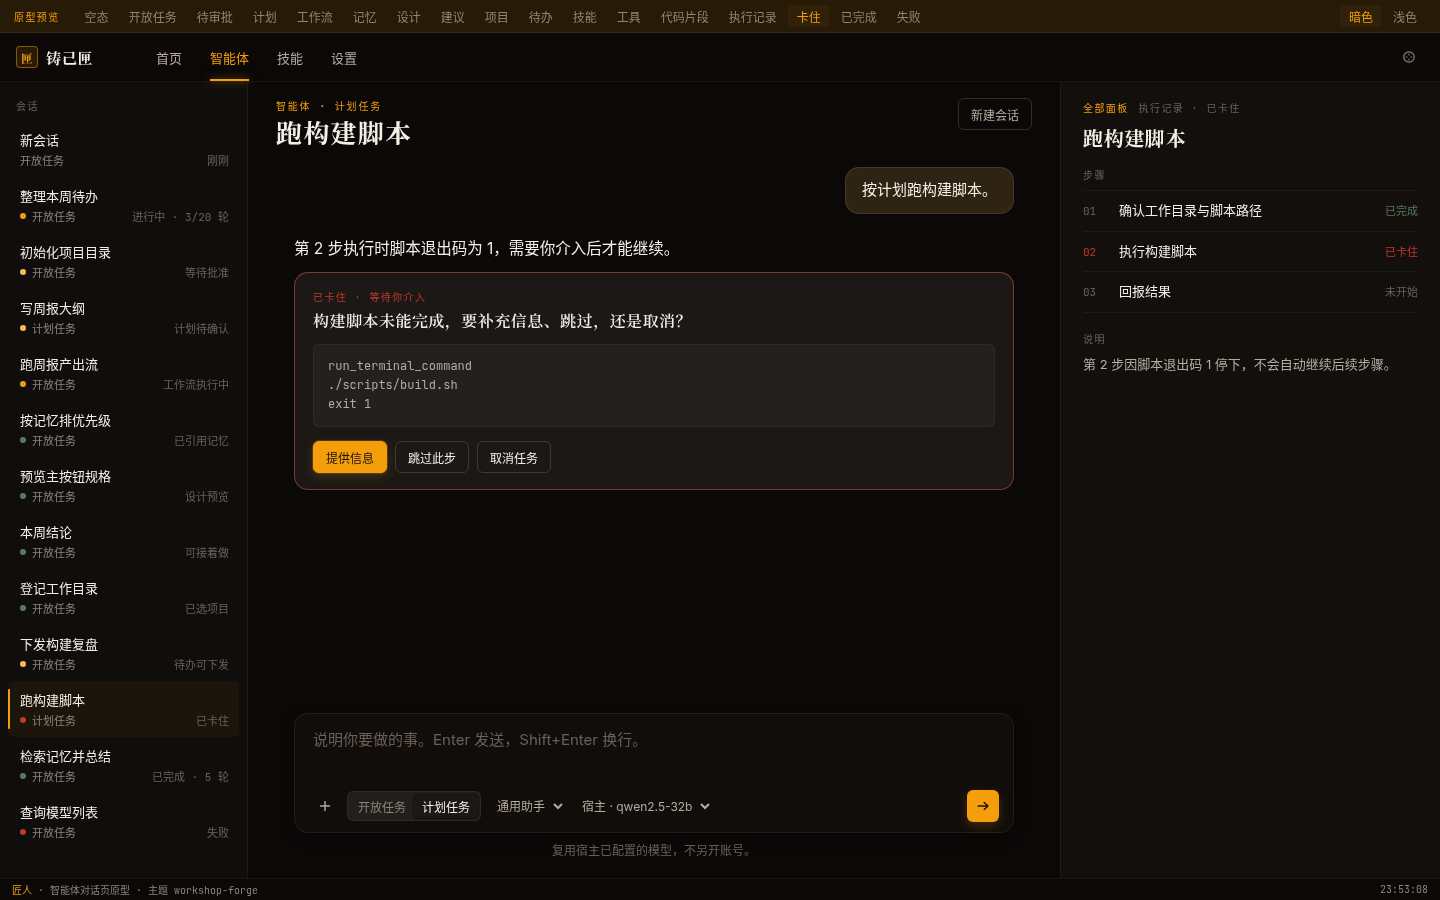 原型预览 空态 开放任务 待审批 计划 工作流 记忆 设计 建议 项目 待办 技能 工具 代码片段 执行记录 卡住 已完成 失败 暗色 浅色
匠 铸己匣 首页 智能体 技能 设置
会话
新会话
开放任务 刚刚
整理本周待办
开放任务 进行中 · 3/20 轮
初始化项目目录
开放任务 等待批准
写周报大纲
计划任务 计划待确认
跑周报产出流
开放任务 工作流执行中
按记忆排优先级
开放任务 已引用记忆
预览主按钮规格
开放任务 设计预览
本周结论
开放任务 可接着做
登记工作目录
开放任务 已选项目
下发构建复盘
开放任务 待办可下发
跑构建脚本
计划任务 已卡住
检索记忆并总结
开放任务 已完成 · 5 轮
查询模型列表
开放任务 失败
智能体 · 计划任务
跑构建脚本
新建会话
按计划跑构建脚本。
第 2 步执行时脚本退出码为 1，需要你介入后才能继续。
已卡住 · 等待你介入
构建脚本未能完成，要补充信息、跳过，还是取消？
run_terminal_command
./scripts/build.sh
exit 1
提供信息 跳过此步 取消任务
说明你要做的事。Enter 发送，Shift+Enter 换行。
+ 开放任务 计划任务 通用助手 宿主 · qwen2.5-32b →
复用宿主已配置的模型，不另开账号。
全部面板 执行记录 · 已卡住
跑构建脚本
步骤
01 确认工作目录与脚本路径 已完成
02 执行构建脚本 已卡住
03 回报结果 未开始
说明
第 2 步因脚本退出码 1 停下，不会自动继续后续步骤。
匠人 · 智能体对话页原型 · 主题 workshop-forge 23:53:08